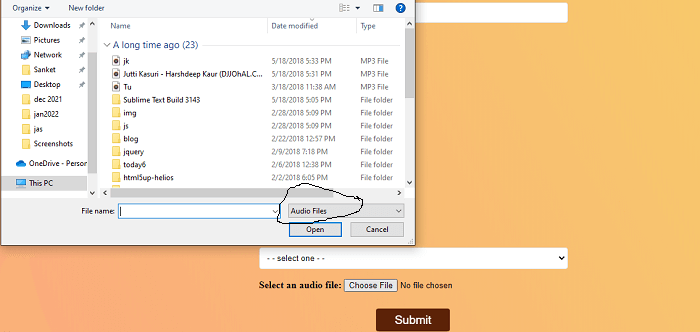 Organize New folder
Name Date modified Type
Downloads
Pictures
Network
Sanket
Desktop
dec 2021
jan2022
jas
Screenshots
OneDrive - Person
This PC
A long time ago (23)
jk 5/18/2018 5:33 PM MP3 File
Jutti Kasuri - Harshdeep Kaur (DJJOhAL.C... 5/18/2018 5:31 PM MP3 File
Tu 3/18/2018 11:38 AM MP3 File
Sublime Text Build 3143 5/18/2018 5:05 PM File folder
img 2/28/2018 5:09 PM File folder
js 2/28/2018 5:09 PM File folder
blog 2/22/2018 12:57 PM File folder
jquery 2/9/2018 7:18 PM File folder
today6 2/6/2018 12:38 PM File folder
html5up-helios 2/2/2018 6:05 PM File folder
File name: Audio Files
Open Cancel
- - select one - -
Select an audio file: Choose File No file chosen
Submit